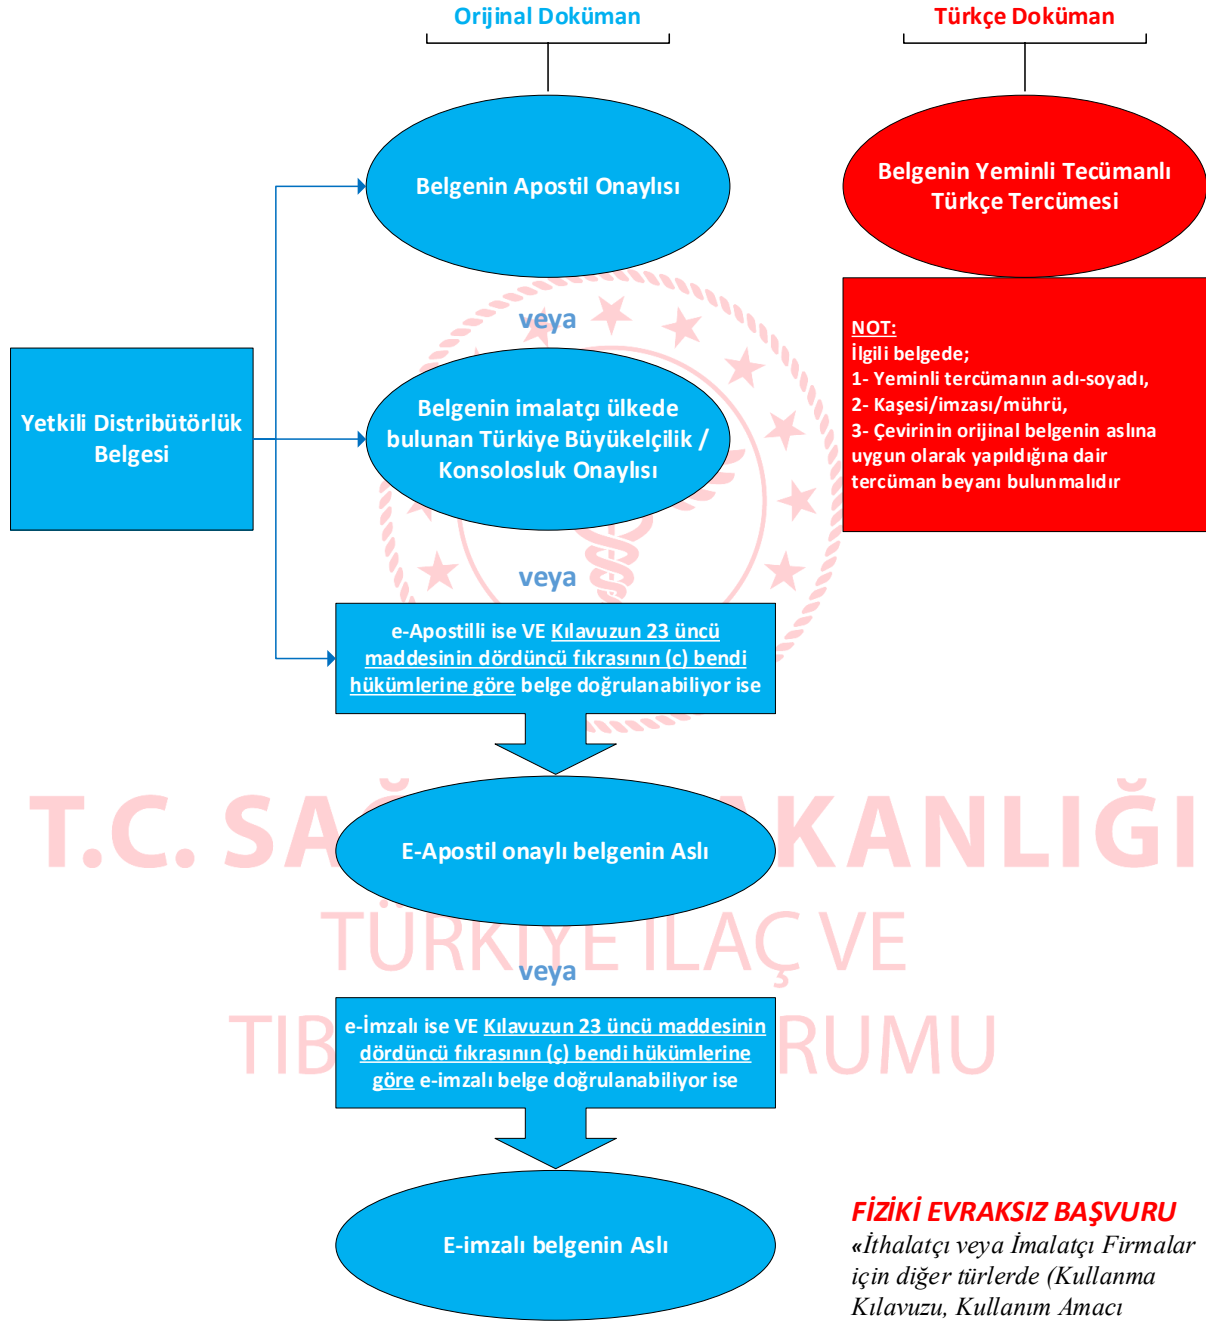 Orijinal Doküman
Türkçe Doküman
Belgenin Apostil Onaylısı
Belgenin Yeminli Tecümanlı
Türkçe Tercümesi
veya
NOT:
İlgili belgede;
1- Yeminli tercümanın adı-soyadı,
2- Kaşesi/imzası/mührü,
3- Çevirinin orijinal belgenin aslına
uygun olarak yapıldığına dair
tercüman beyanı bulunmalıdır
Yetkili Distribütörlük
Belgesi
Belgenin imalatçı ülkede
bulunan Türkiye Büyükelçilik /
Konsolosluk Onaylısı
veya
e-Apostilli ise VE Kılavuzun 23 üncü
maddesinin dördüncü fıkrasının (c) bendi
hükümlerine göre belge doğrulanabiliyor ise
T.C. SAĞ AKANLIĞI
E-Apostil onaylı belgenin Aslı
TÜRKİYE İLAÇ VE
veya
TIB RUMU
e-İmzalı ise VE Kılavuzun 23 üncü maddesinin
dördüncü fıkrasının (ç) bendi hükümlerine
göre e-imzalı belge doğrulanabiliyor ise
E-imzalı belgenin Aslı
FİZİKİ EVRAKSIZ BAŞVURU
«İthalatçı veya İmalatçı Firmalar
için diğer türlerde (Kullanma
Kılavuzu, Kullanım Amacı